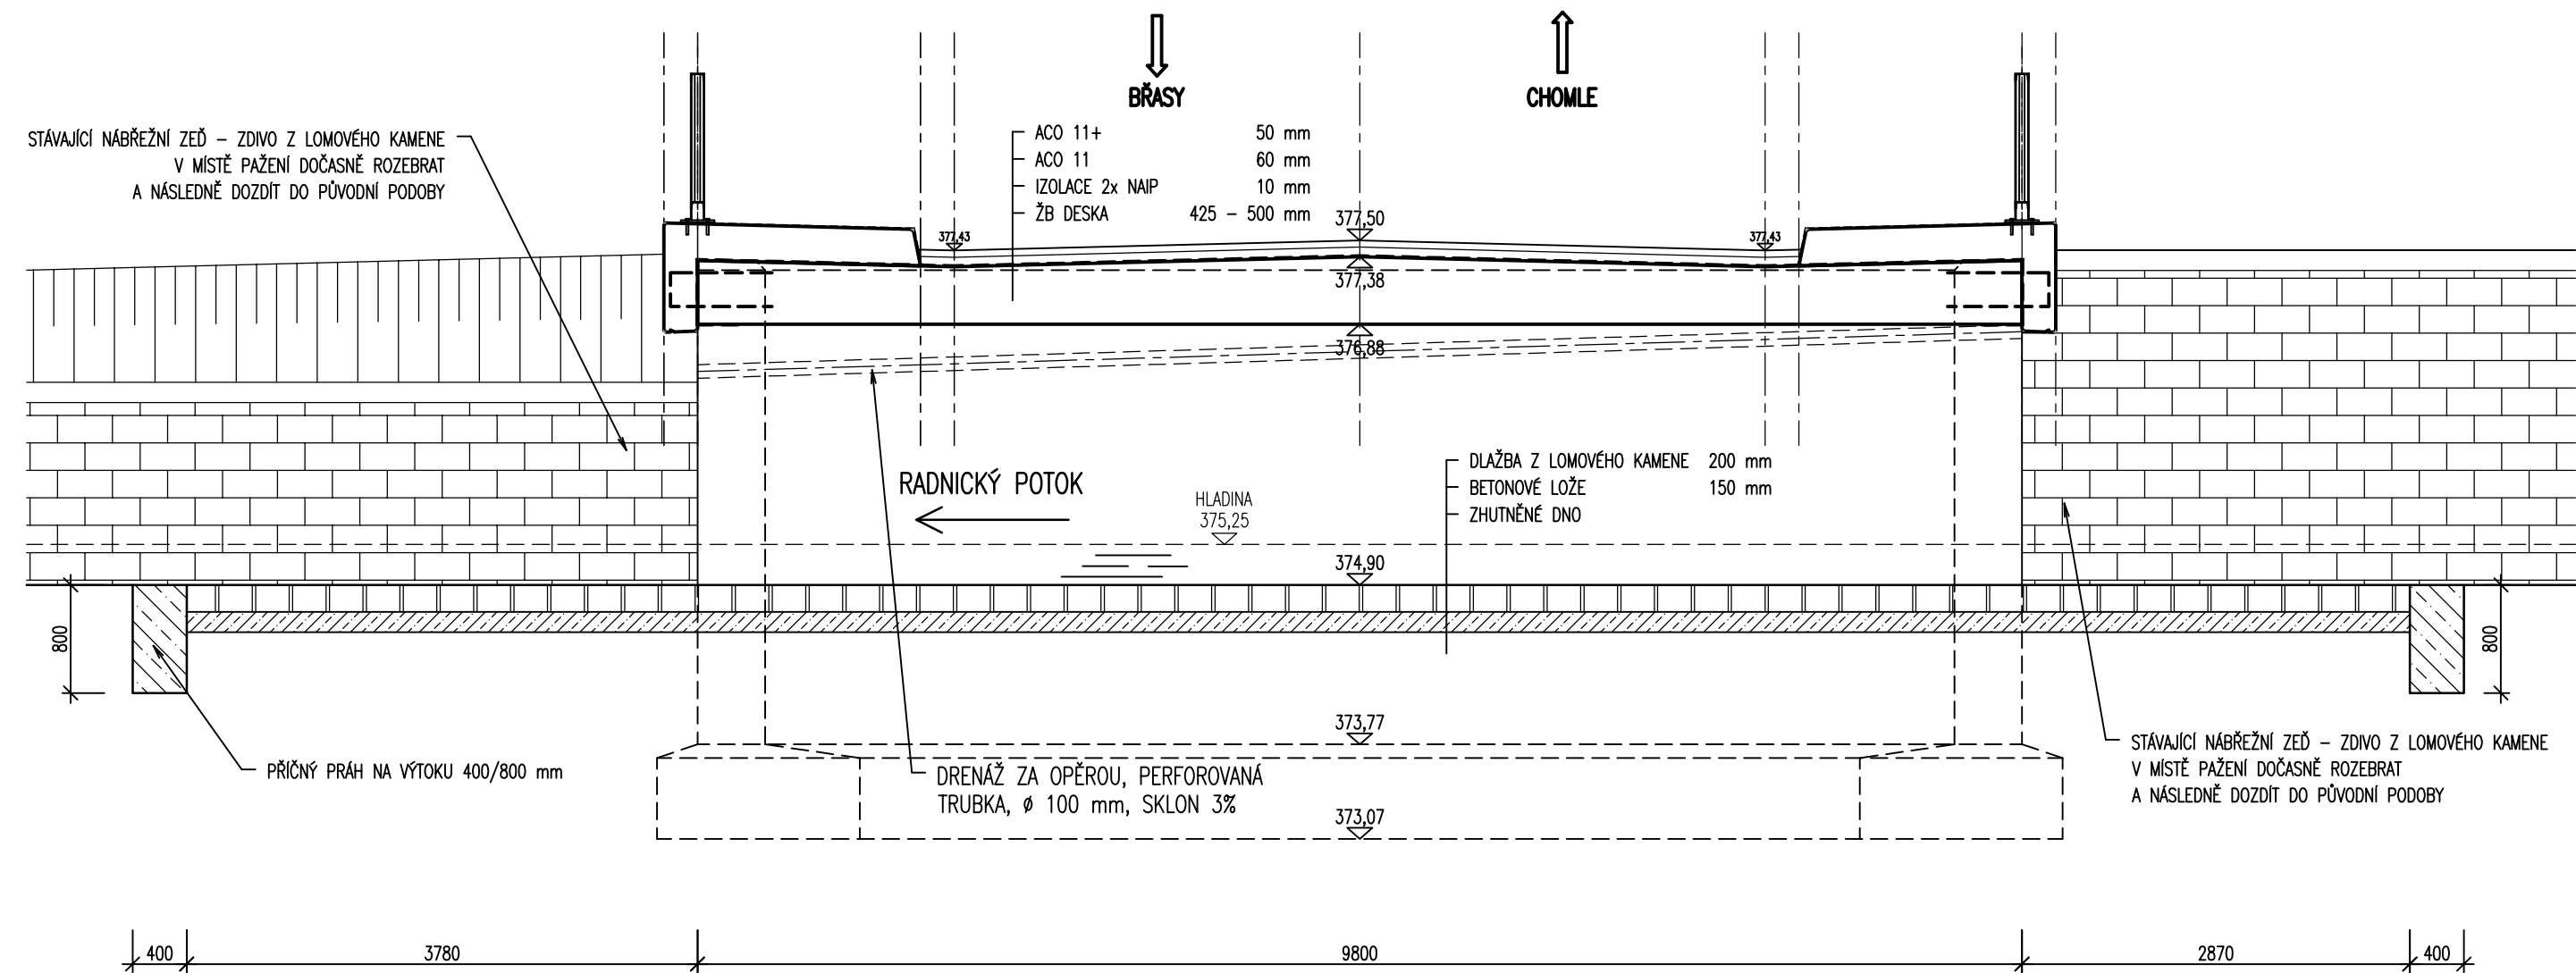 BŘASY
CHOMLE
STÁVAJÍCÍ NÁBŘEŽNÍ ZEĎ – ZDIVO Z LOMOVÉHO KAMENE
V MÍSTĚ PAŽENÍ DOČASNĚ ROZEBRAT
A NÁSLEDNĚ DOZDÍT DO PŮVODNÍ PODOBY
ACO 11+ 50 mm
ACO 11 60 mm
IZOLACE 2x NAIP 10 mm
ŽB DESKA 425 – 500 mm
377,50
377,43
377,43
377,38
376,88
RADNICKÝ POTOK
HLADINA
375,25
DLAŽBA Z LOMOVÉHO KAMENE 200 mm
BETONOVÉ LOŽE 150 mm
ZHUTNĚNÉ DNO
374,90
800
800
373,77
PŘÍČNÝ PRÁH NA VÝTOKU 400/800 mm
DRENÁŽ ZA OPĚROU, PERFOROVANÁ
TRUBKA, ø 100 mm, SKLON 3%
373,07
STÁVAJÍCÍ NÁBŘEŽNÍ ZEĎ – ZDIVO Z LOMOVÉHO KAMENE
V MÍSTĚ PAŽENÍ DOČASNĚ ROZEBRAT
A NÁSLEDNĚ DOZDÍT DO PŮVODNÍ PODOBY
400 3780 9800 2870 400